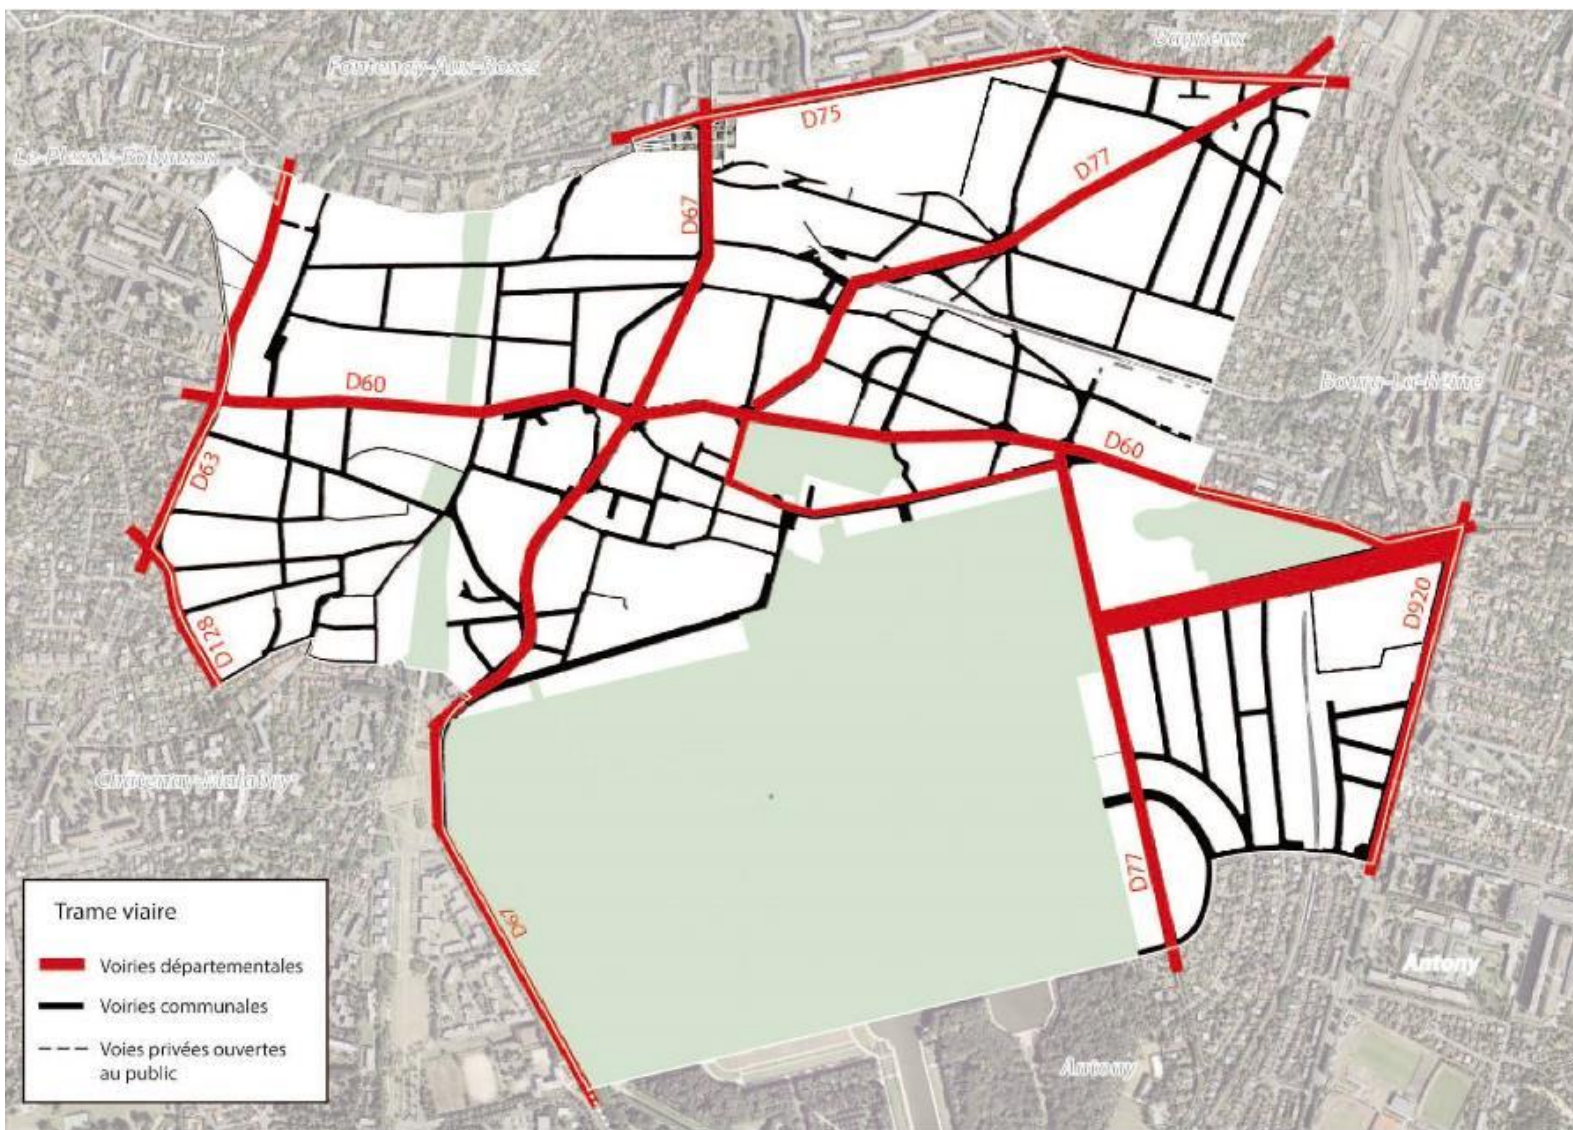 Bagneux
Fontenay-Aux-Roses
D75
Le-Plessis-Robinson
D77
D67
D60
Bourg-La-Reine
D60
D63
D920
D128
Châtenay-Malabry
D77
D67
Trame viaire
Voiries départementales
Voiries communales
Voies privées ouvertes
au public
Antony
Antony